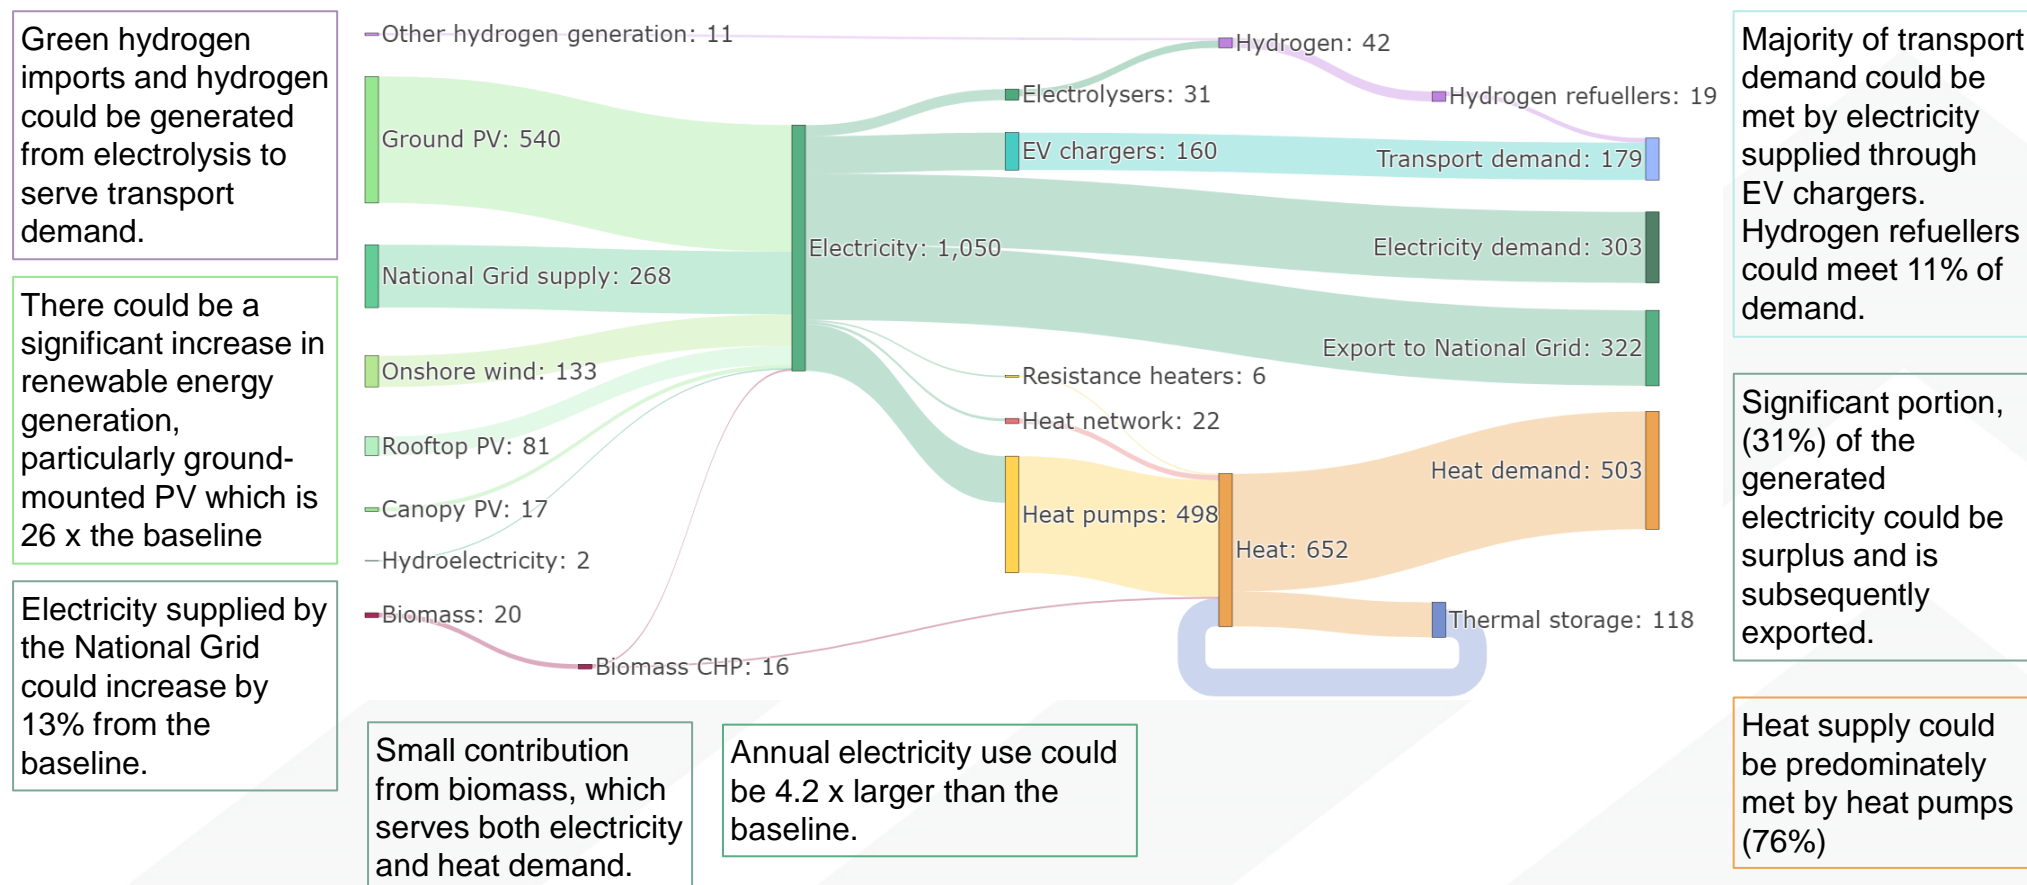 Green hydrogen
imports and hydrogen
could be generated
from electrolysis to
serve transport
demand.
There could be a
significant increase in
renewable energy
generation,
particularly ground-
mounted PV which is
26 x the baseline
Electricity supplied by
the National Grid
could increase by
13% from the
baseline.
Other hydrogen generation: 11
Ground PV: 540
National Grid supply: 268
Onshore wind: 133
Rooftop PV: 81
Canopy PV: 17
Hydroelectricity: 2
Biomass: 20
Biomass CHP: 16
Electricity: 1,050
Electrolysers: 31
EV chargers: 160
Resistance heaters: 6
Heat network: 22
Heat pumps: 498
Hydrogen: 42
Heat: 652
Hydrogen refuellers: 19
Transport demand: 179
Electricity demand: 303
Export to National Grid: 322
Heat demand: 503
Thermal storage: 118
Small contribution
from biomass, which
serves both electricity
and heat demand.
Annual electricity use could
be 4.2 x larger than the
baseline.
Majority of transport
demand could be
met by electricity
supplied through
EV chargers.
Hydrogen refuellers
could meet 11% of
demand.
Significant portion,
(31%) of the
generated
electricity could be
surplus and is
subsequently
exported.
Heat supply could
be predominately
met by heat pumps
(76%)